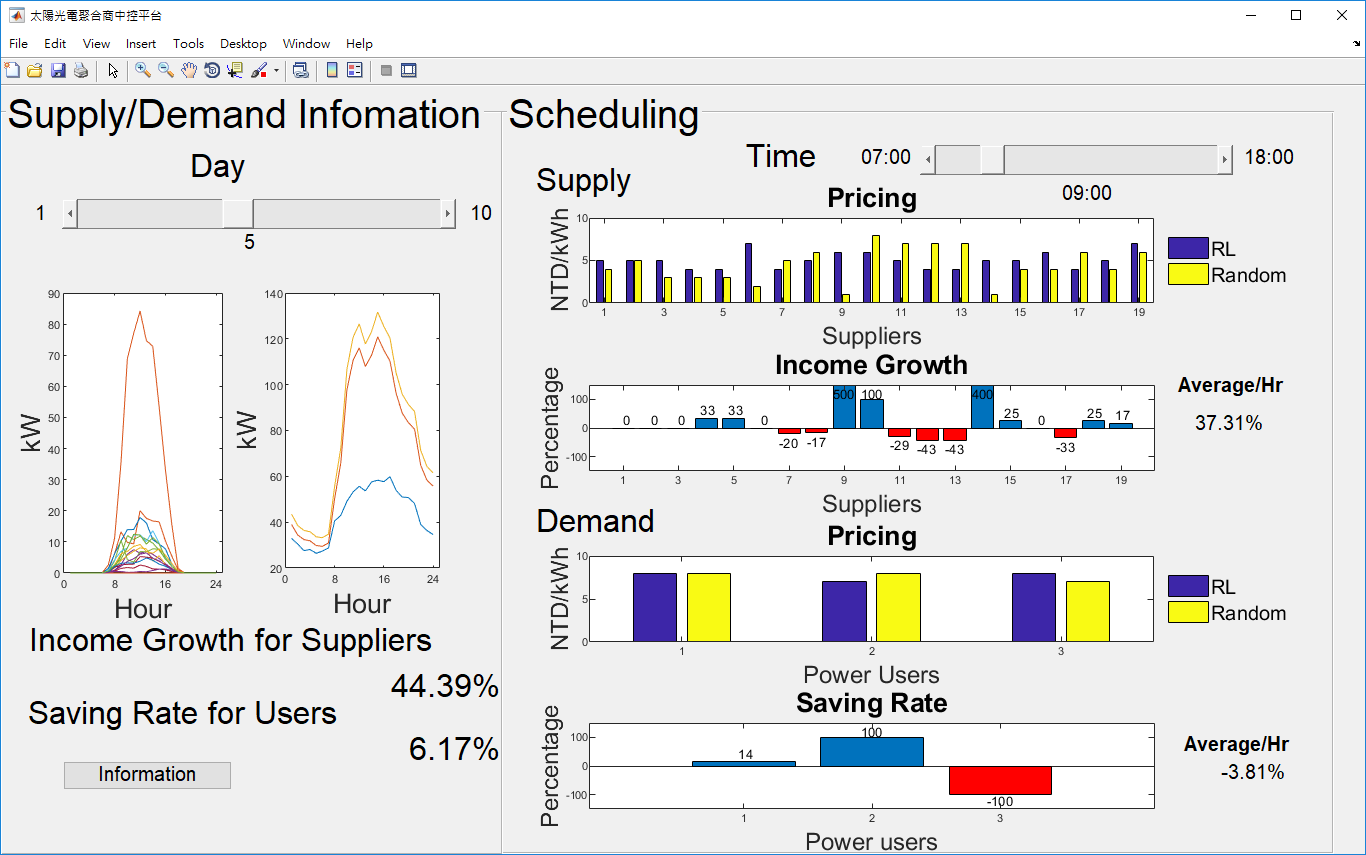 太陽光電聚合商中控平台
File Edit View Insert Tools Desktop Window Help
Supply/Demand Infomation
Day
1
10
5
90
80
70
60
50
40
30
20
10
0
kW
0 8 16 24
Hour
140
120
100
80
60
40
20
kW
0 8 16 24
Hour
Income Growth for Suppliers
44.39%
Saving Rate for Users
6.17%
Information
Scheduling
Time 07:00 18:00
09:00
Supply
Pricing
NTD/kWh
10
5
0
1 3 5 7 9 11 13 15 17 19
Suppliers
RL
Random
Income Growth
Percentage
100
0
-100
0 0 0 33 33 0 -20 -17 500 100 -29 -43 -43 400 25 0 -33 25 17
1 3 5 7 9 11 13 15 17 19
Suppliers
Average/Hr
37.31%
Demand
Pricing
NTD/kWh
10
5
0
1 2 3
Power Users
RL
Random
Saving Rate
Percentage
100
0
-100
14 100 -100
1 2 3
Power users
Average/Hr
-3.81%